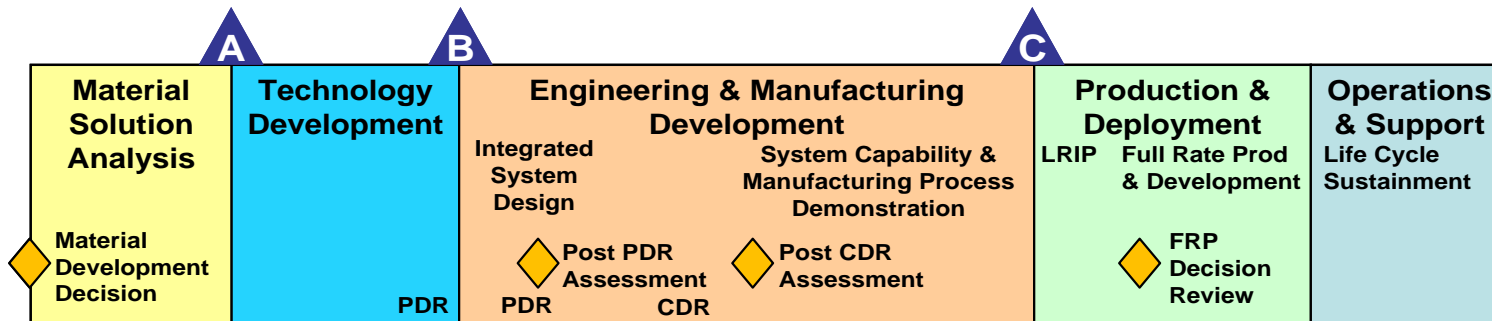 A
B
C
Material
Solution
Analysis
Material
Development
Decision
Technology
Development
PDR
Engineering & Manufacturing
Development
Integrated
System
Design
System Capability &
Manufacturing Process
Demonstration
Post PDR
Assessment
PDR
CDR
Post CDR
Assessment
Production &
Deployment
LRIP
Full Rate Prod
& Development
FRP
Decision
Review
Operations
& Support
Life Cycle
Sustainment